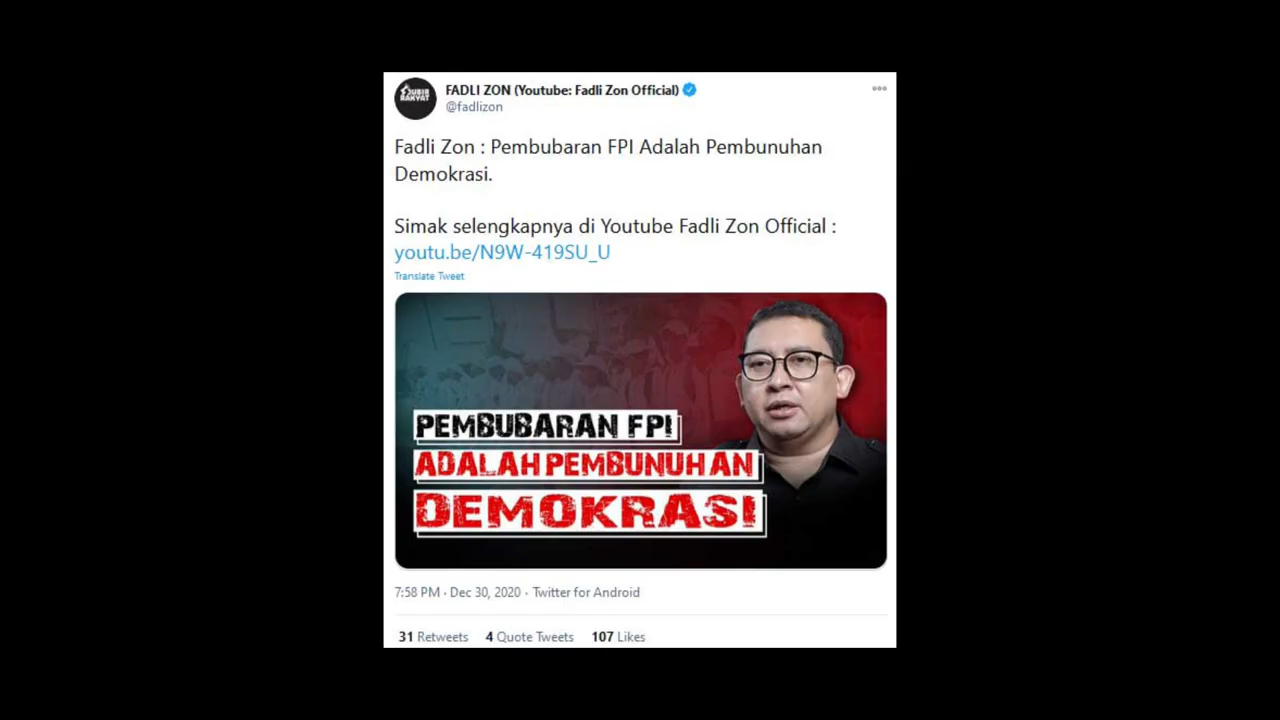 JUBIR
RAKYAT
FADLI ZON (Youtube: Fadli Zon Official)
@fadlizon
Fadli Zon : Pembubaran FPI Adalah Pembunuhan
Demokrasi.
Simak selengkapnya di Youtube Fadli Zon Official :
youtu.be/N9W-419SU_U
Translate Tweet
PEMBUBARAN FPI
ADALAH PEMBUNUHAN
DEMOKRASI
7:58 PM · Dec 30, 2020 · Twitter for Android
31 Retweets 4 Quote Tweets 107 Likes